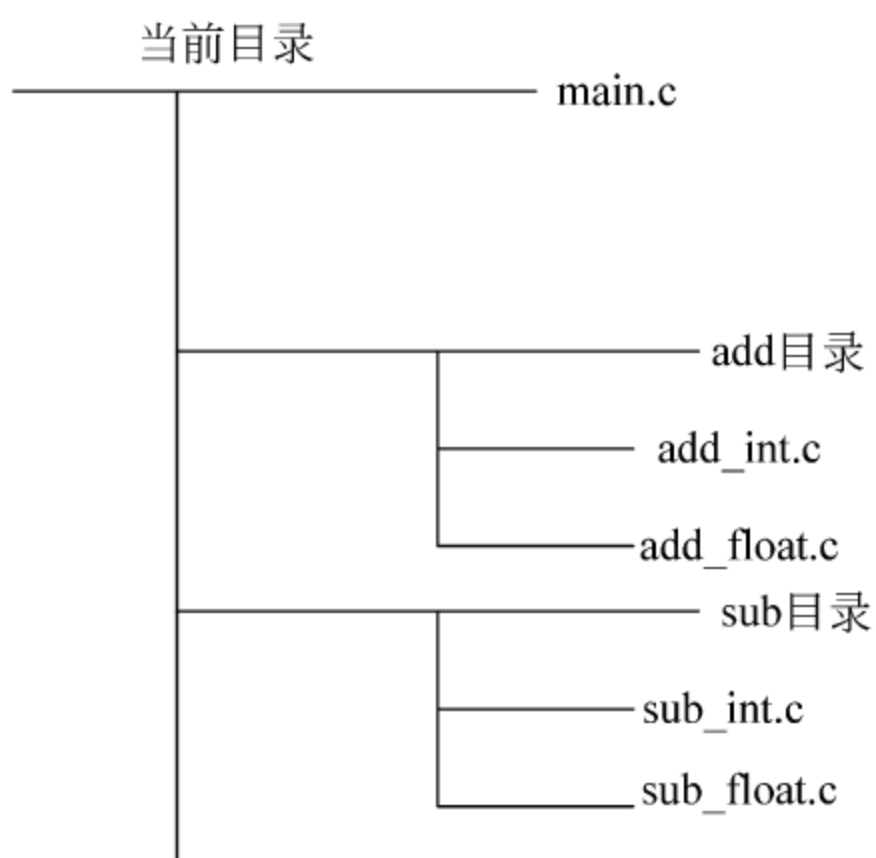 当前目录
main.c
add目录
add_int.c
add_float.c
sub目录
sub_int.c
sub_float.c